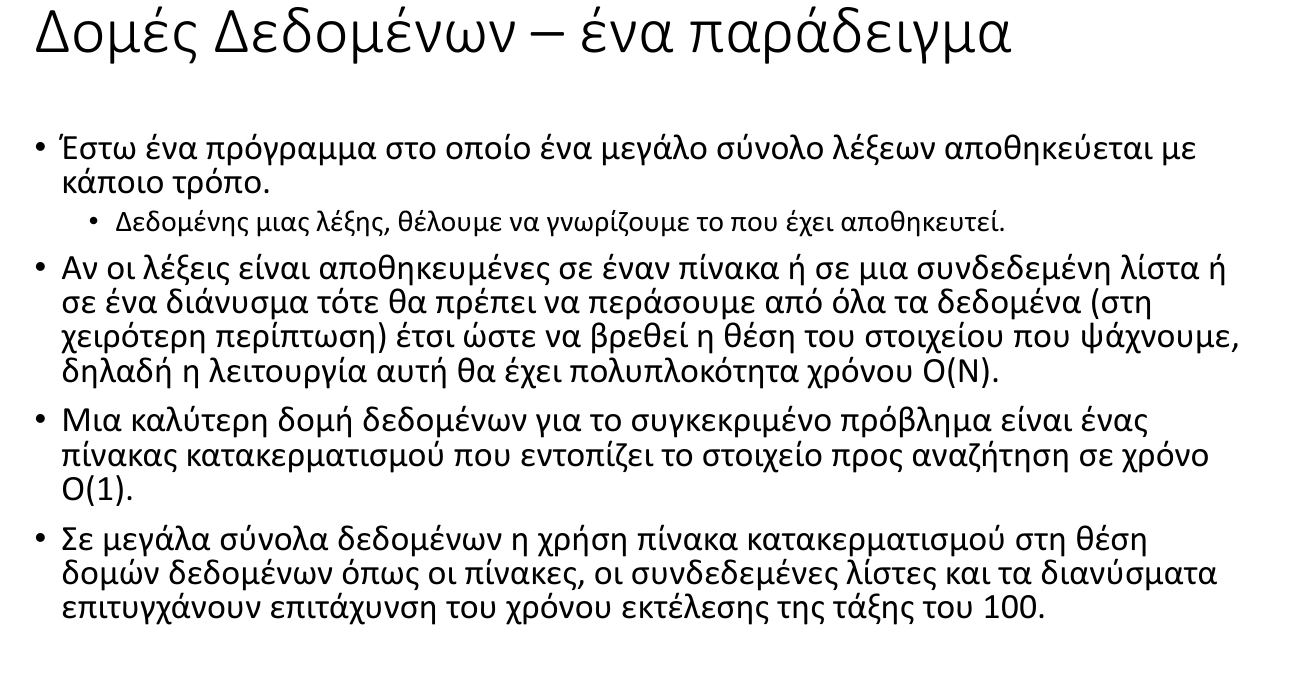 Δομές Δεδομένων – ένα παράδειγμα
• Έστω ένα πρόγραμμα στο οποίο ένα μεγάλο σύνολο λέξεων αποθηκεύεται με
κάποιο τρόπο.
• Δεδομένης μιας λέξης, θέλουμε να γνωρίζουμε το που έχει αποθηκευτεί.
• Αν οι λέξεις είναι αποθηκευμένες σε έναν πίνακα ή σε μια συνδεδεμένη λίστα ή
σε ένα διάνυσμα τότε θα πρέπει να περάσουμε από όλα τα δεδομένα (στη
χειρότερη περίπτωση) έτσι ώστε να βρεθεί η θέση του στοιχείου που ψάχνουμε,
δηλαδή η λειτουργία αυτή θα έχει πολυπλοκότητα χρόνου O(N).
• Μια καλύτερη δομή δεδομένων για το συγκεκριμένο πρόβλημα είναι ένας
πίνακας κατακερματισμού που εντοπίζει το στοιχείο προς αναζήτηση σε χρόνο
O(1).
• Σε μεγάλα σύνολα δεδομένων η χρήση πίνακα κατακερματισμού στη θέση
δομών δεδομένων όπως οι πίνακες, οι συνδεδεμένες λίστες και τα διανύσματα
επιτυγχάνουν επιτάχυνση του χρόνου εκτέλεσης της τάξης του 100.